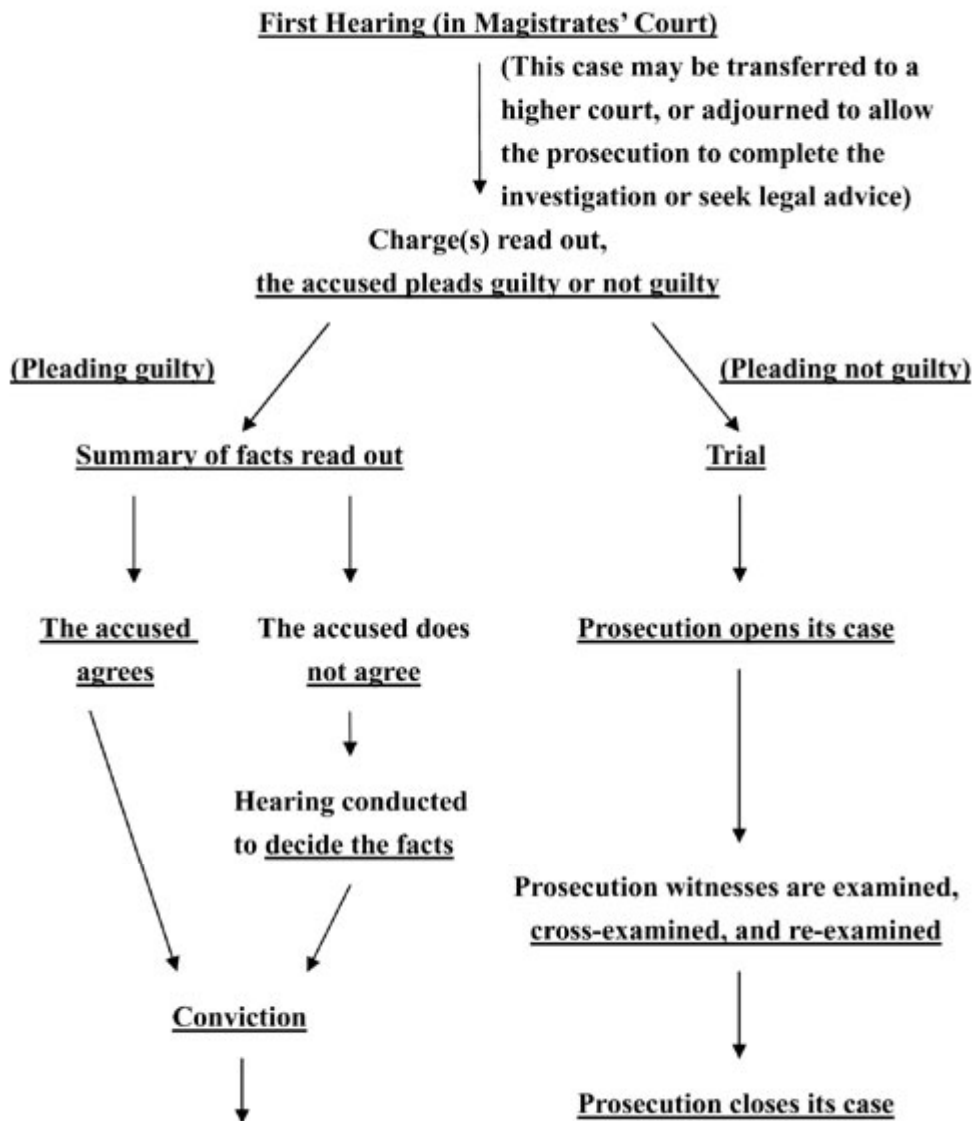 First Hearing (in Magistrates' Court)
(This case may be transferred to a
higher court, or adjourned to allow
the prosecution to complete the
investigation or seek legal advice)
Charge(s) read out,
the accused pleads guilty or not guilty
(Pleading guilty)
(Pleading not guilty)
Summary of facts read out
Trial
The accused
agrees
The accused does
not agree
Prosecution opens its case
Hearing conducted
to decide the facts
Prosecution witnesses are examined,
cross-examined, and re-examined
Conviction
Prosecution closes its case